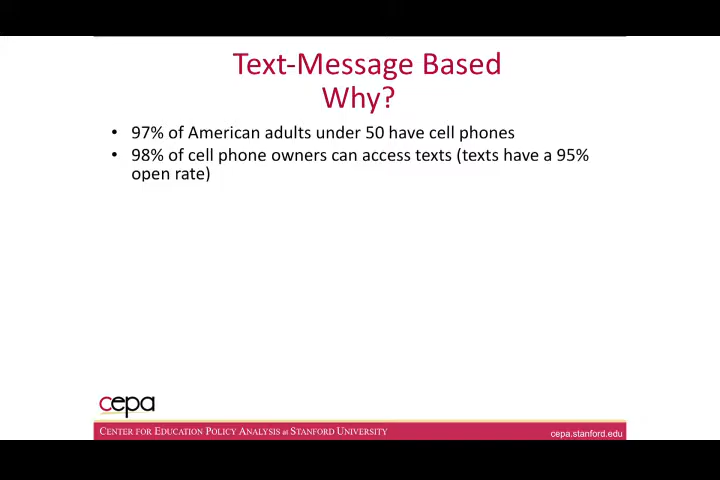 Text-Message Based
Why?
• 97% of American adults under 50 have cell phones
• 98% of cell phone owners can access texts (texts have a 95%
open rate)
cepa
CENTER FOR EDUCATION POLICY ANALYSIS at STANFORD UNIVERSITY
cepa.stanford.edu